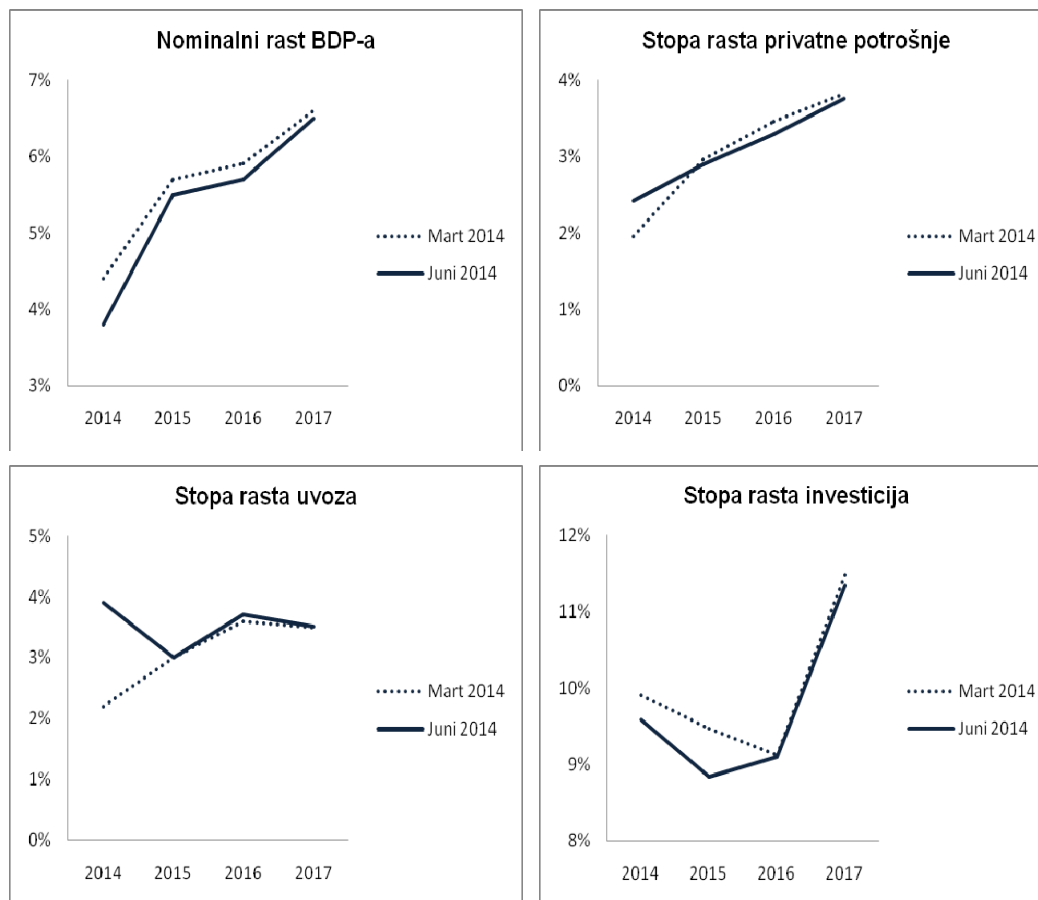 Nominalni rast BDP-a
7%
6%
5%
4%
3%
2014 2015 2016 2017
Mart 2014
Juni 2014
Stopa rasta privatne potrošnje
4%
3%
2%
1%
0%
2014 2015 2016 2017
Mart 2014
Juni 2014
Stopa rasta uvoza
5%
4%
3%
2%
1%
0%
2014 2015 2016 2017
Mart 2014
Juni 2014
Stopa rasta investicija
12%
11%
10%
9%
8%
2014 2015 2016 2017
Mart 2014
Juni 2014